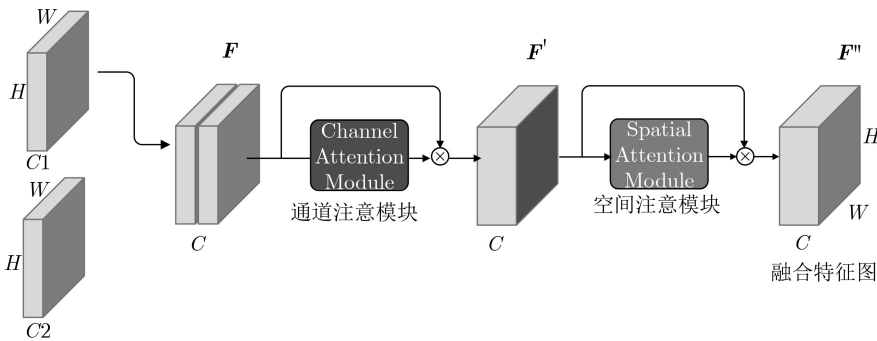 W
H
C1
W
H
C2
F
C
Channel
Attention
Module
通道注意模块
F'
C
Spatial
Attention
Module
空间注意模块
F"
H
W
C
融合特征图